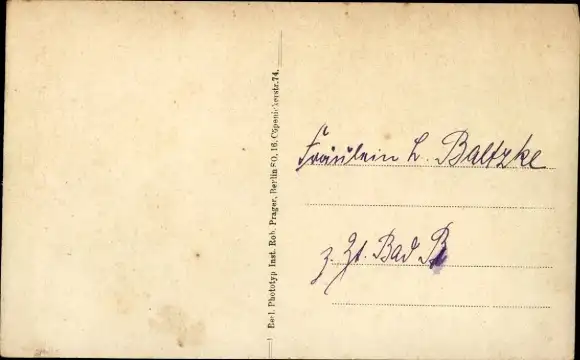 Berl. Phototyp Inst. Rob. Prager, Berlin SO. 16. Cöpenickerstr. 74.
Fräulein L. Baltzke
z. Zt. Bad B